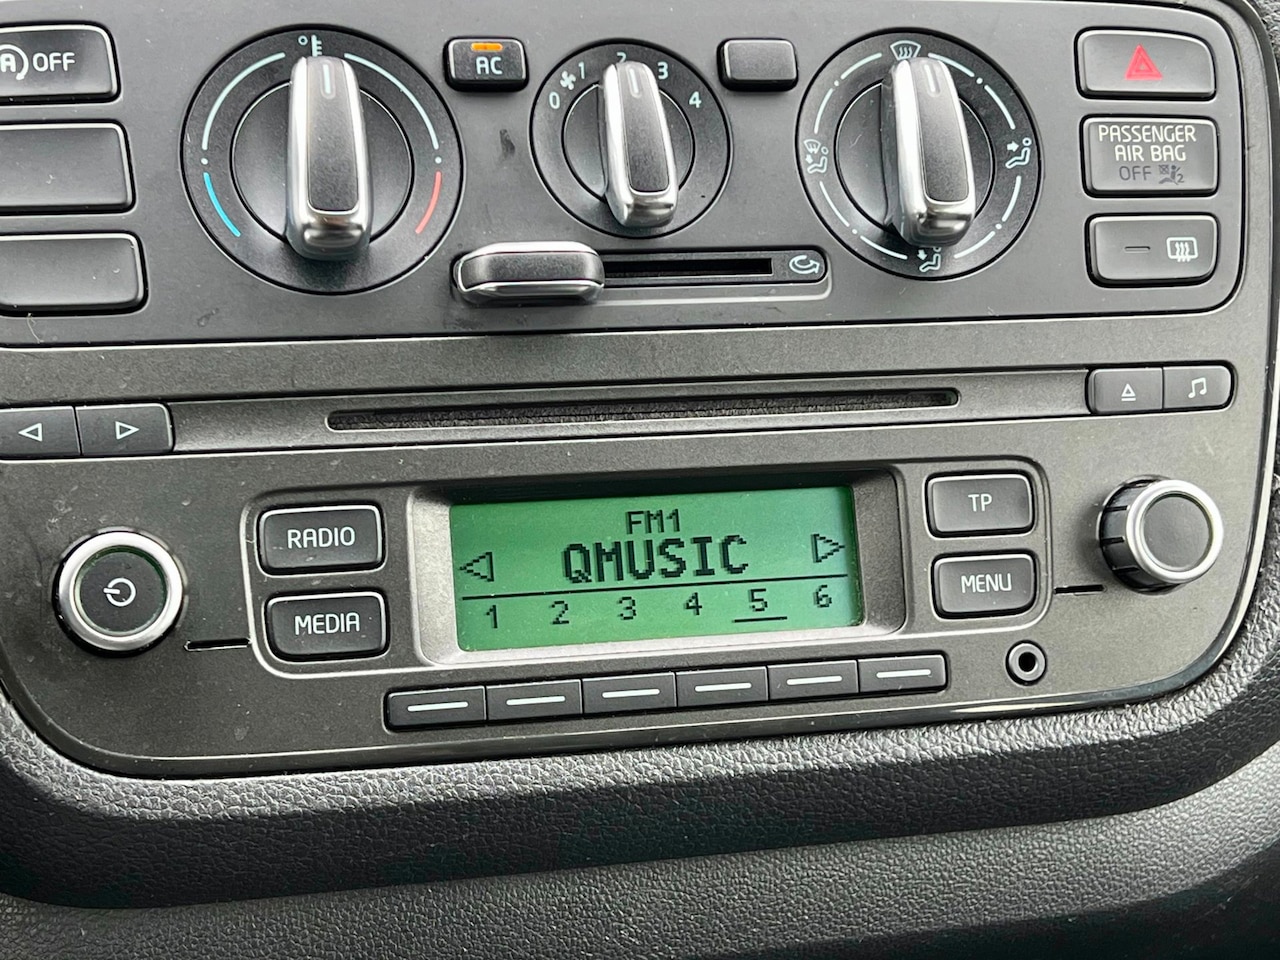 A OFF
AC
0 1 2 3 4
PASSENGER
AIR BAG
OFF 2
RADIO
MEDIA
FM1
QMUSIC
1 2 3 4 5 6
TP
MENU